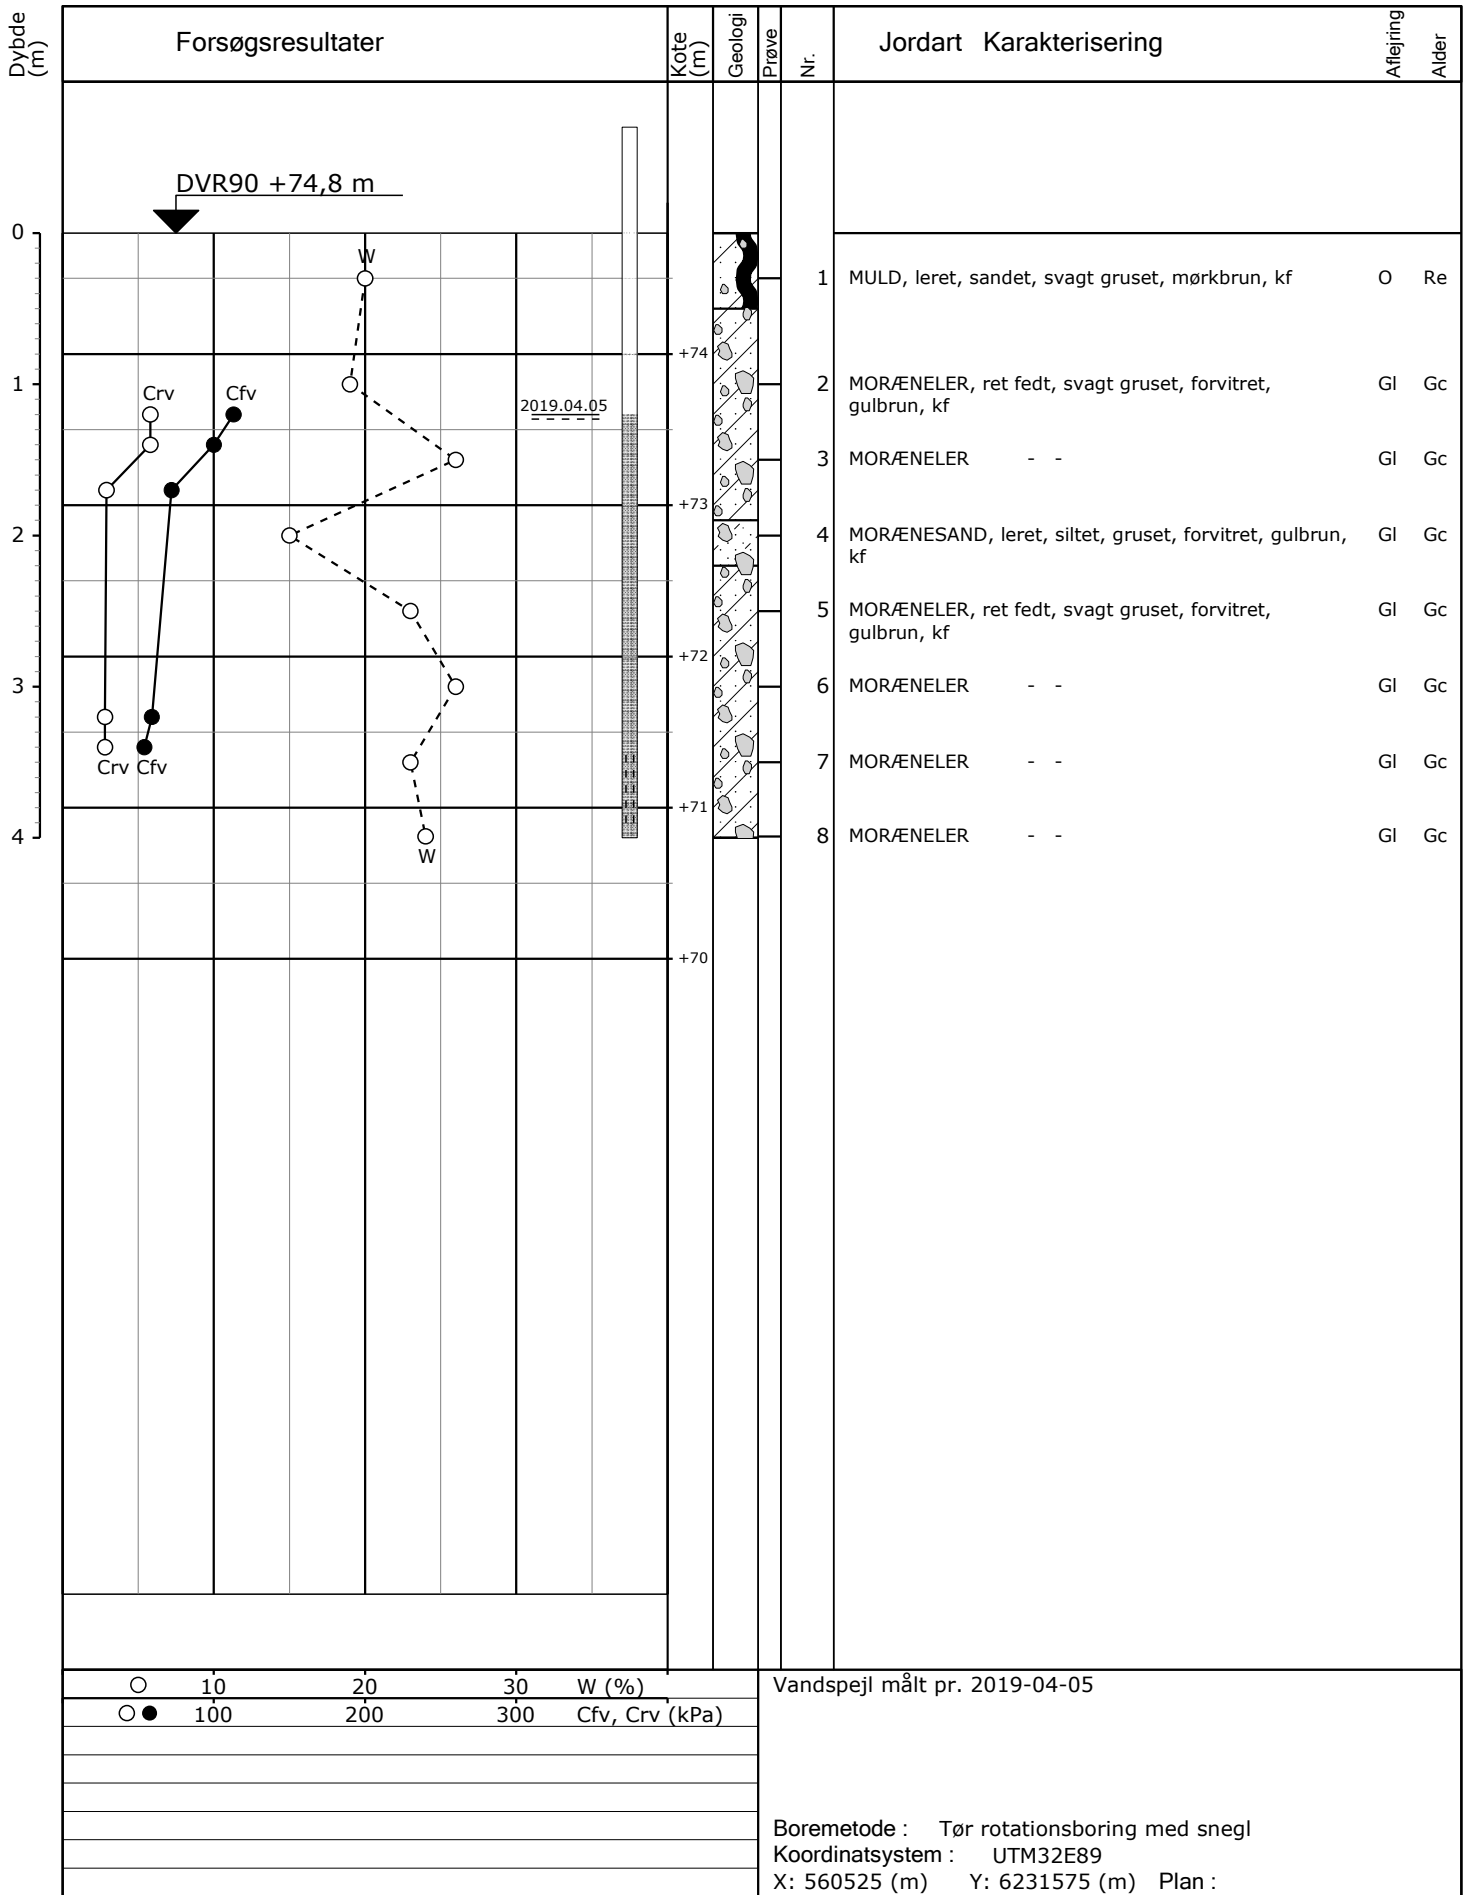 Dybde (m)
Forsøgsresultater
Kote (m)
Geologi
Prøve
Nr.
Jordart Karakterisering
Aflejring
Alder
DVR90 +74,8 m
0
W
1 MULD, leret, sandet, svagt gruset, mørkbrun, kf O Re
+74
1
Crv Cfv
2019.04.05
2 MORÆNELER, ret fedt, svagt gruset, forvitret,
gulbrun, kf
Gl Gc
3 MORÆNELER - - Gl Gc
+73
2
4 MORÆNESAND, leret, siltet, gruset, forvitret, gulbrun,
kf
Gl Gc
5 MORÆNELER, ret fedt, svagt gruset, forvitret,
gulbrun, kf
Gl Gc
+72
3
6 MORÆNELER - - Gl Gc
Crv Cfv
7 MORÆNELER - - Gl Gc
+71
4
W
8 MORÆNELER - - Gl Gc
+70
10 20 30 W (%)
100 200 300 Cfv, Crv (kPa)
Vandspejl målt pr. 2019-04-05
Boremetode : Tør rotationsboring med snegl
Koordinatsystem : UTM32E89
X: 560525 (m) Y: 6231575 (m) Plan :